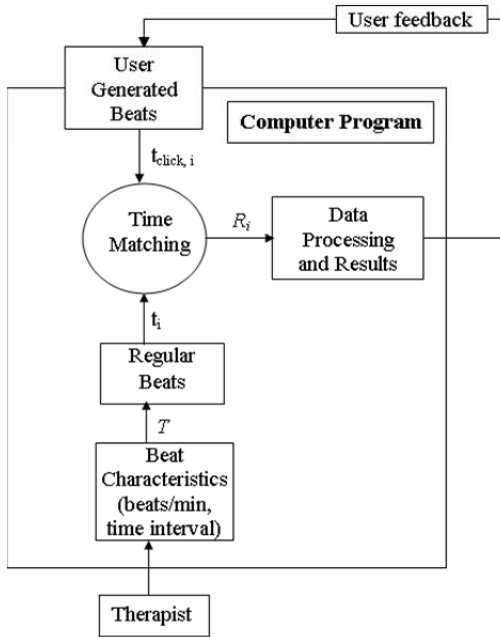 User feedback
User
Generated
Beats
Computer Program
t_click, i
Time
Matching
R_i
Data
Processing
and Results
t_i
Regular
Beats
T
Beat
Characteristics
(beats/min,
time interval)
Therapist